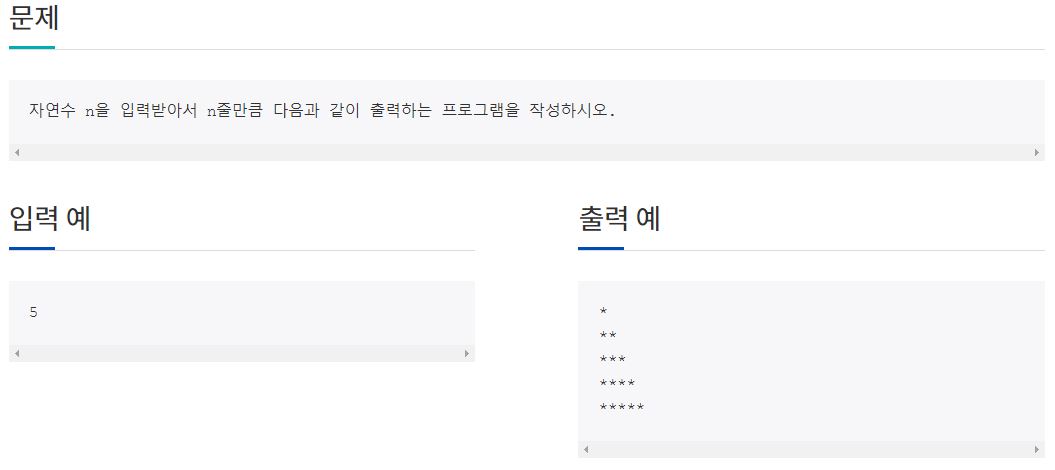 문제
자연수 n을 입력받아서 n줄만큼 다음과 같이 출력하는 프로그램을 작성하시오.
입력 예
5
출력 예
*
**
***
****
*****